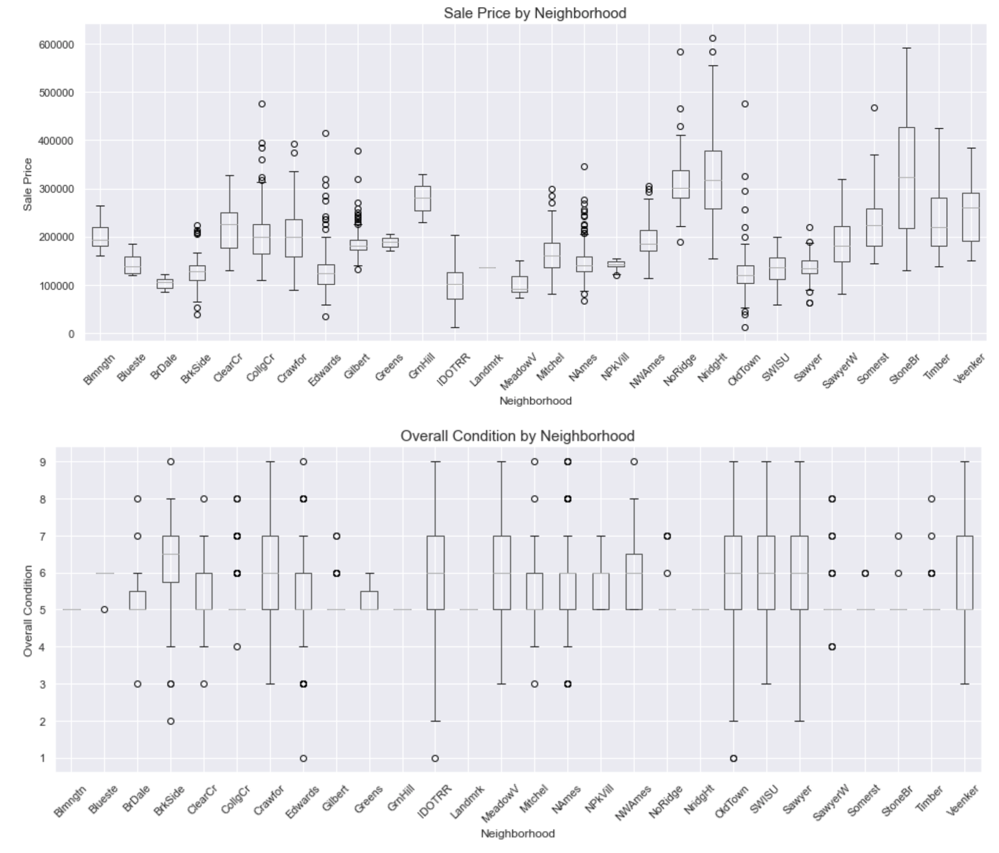 Sale Price by Neighborhood
600000
500000
400000
300000
200000
100000
0
Sale Price
Blmngtn
Blueste
BrDale
BrkSide
ClearCr
CollgCr
Crawfor
Edwards
Gilbert
Greens
GrnHill
IDOTRR
Landmrk
MeadowV
Mitchel
NAmes
NPkVill
NWAmes
NoRidge
NridgHt
OldTown
SWISU
Sawyer
SawyerW
Somerst
StoneBr
Timber
Veenker
Neighborhood
Overall Condition by Neighborhood
9
8
7
6
5
4
3
2
1
Overall Condition
Blmngtn
Blueste
BrDale
BrkSide
ClearCr
CollgCr
Crawfor
Edwards
Gilbert
Greens
GrnHill
IDOTRR
Landmrk
MeadowV
Mitchel
NAmes
NPkVill
NWAmes
NoRidge
NridgHt
OldTown
SWISU
Sawyer
SawyerW
Somerst
StoneBr
Timber
Veenker
Neighborhood